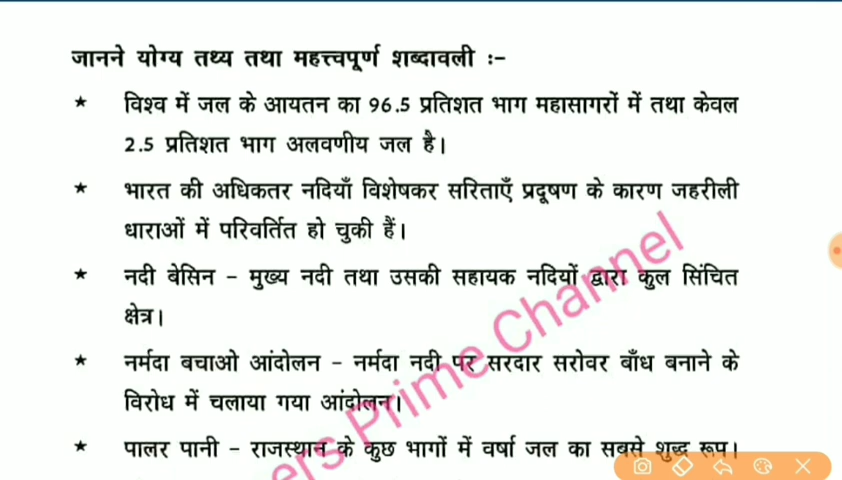 जानने योग्य तथ्य तथा महत्त्वपूर्ण शब्दावली :-
★ विश्व में जल के आयतन का 96.5 प्रतिशत भाग महासागरों में तथा केवल
2.5 प्रतिशत भाग अलवणीय जल है।
★ भारत की अधिकतर नदियाँ विशेषकर सरिताएँ प्रदूषण के कारण जहरीली
धाराओं में परिवर्तित हो चुकी हैं।
★ नदी बेसिन - मुख्य नदी तथा उसकी सहायक नदियों द्वारा कुल सिंचित
क्षेत्र।
★ नर्मदा बचाओ आंदोलन - नर्मदा नदी पर सरदार सरोवर बाँध बनाने के
विरोध में चलाया गया आंदोलन।
★ पालर पानी - राजस्थान के कुछ भागों में वर्षा जल का सबसे शुद्ध रूप।
ers Prime Channel